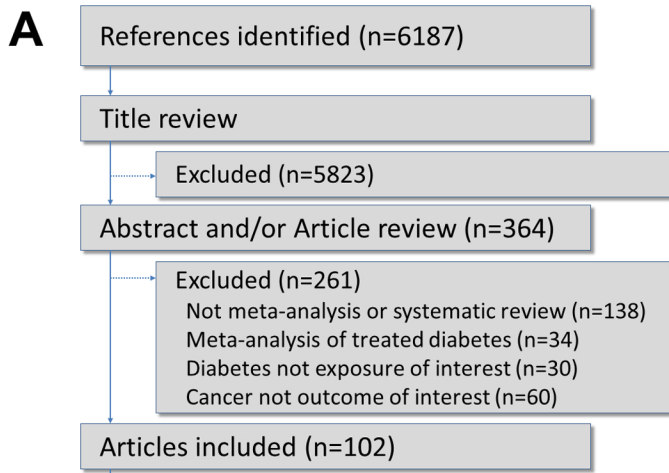 A
References identified (n=6187)
Title review
Excluded (n=5823)
Abstract and/or Article review (n=364)
Excluded (n=261)
Not meta-analysis or systematic review (n=138)
Meta-analysis of treated diabetes (n=34)
Diabetes not exposure of interest (n=30)
Cancer not outcome of interest (n=60)
Articles included (n=102)